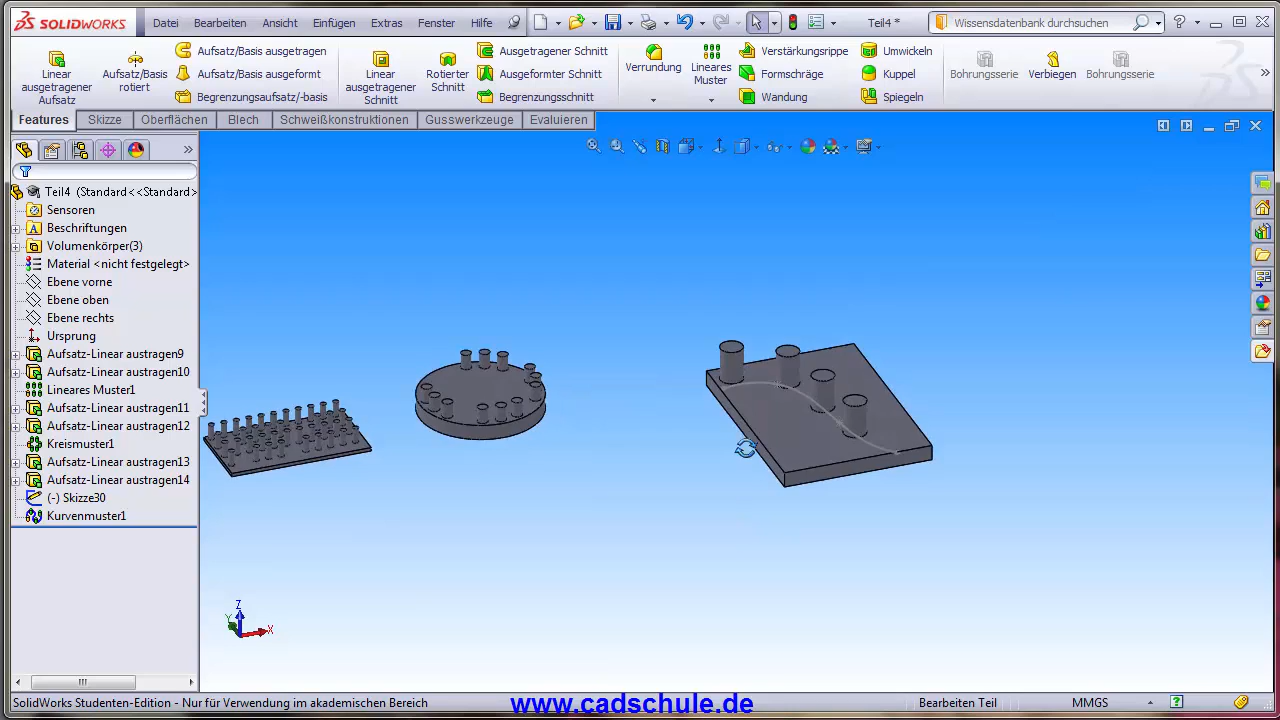 SOLIDWORKS Datei Bearbeiten Ansicht Einfügen Extras Fenster Hilfe Teil4 * Wissensdatenbank durchsuchen
Linear ausgetragener Aufsatz
Aufsatz/Basis rotiert
Aufsatz/Basis ausgetragen
Aufsatz/Basis ausgeformt
Begrenzungsaufsatz/-basis
Linear ausgetragener Schnitt
Rotierter Schnitt
Ausgetragener Schnitt
Ausgeformter Schnitt
Begrenzungsschnitt
Verrundung
Lineares Muster
Verstärkungsrippe
Formschräge
Wandung
Umwickeln
Kuppel
Spiegeln
Bohrungsserie
Verbiegen
Bohrungsserie
Features Skizze Oberflächen Blech Schweißkonstruktionen Gusswerkzeuge Evaluieren
Teil4 (Standard<<Standard>
Sensoren
Beschriftungen
Volumenkörper(3)
Material <nicht festgelegt>
Ebene vorne
Ebene oben
Ebene rechts
Ursprung
Aufsatz-Linear austragen9
Aufsatz-Linear austragen10
Lineares Muster1
Aufsatz-Linear austragen11
Aufsatz-Linear austragen12
Kreismuster1
Aufsatz-Linear austragen13
Aufsatz-Linear austragen14
(-) Skizze30
Kurvenmuster1
Z
Y
X
SolidWorks Studenten-Edition - Nur für Verwendung im akademischen Bereich www.cadschule.de Bearbeiten Teil MMGS